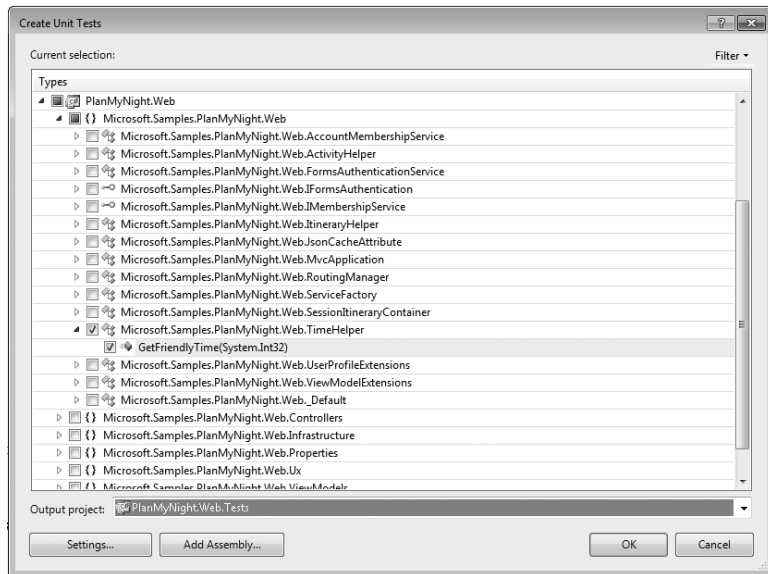 Create Unit Tests
Current selection:
Filter
Types
PlanMyNight.Web
{} Microsoft.Samples.PlanMyNight.Web
Microsoft.Samples.PlanMyNight.Web.AccountMembershipService
Microsoft.Samples.PlanMyNight.Web.ActivityHelper
Microsoft.Samples.PlanMyNight.Web.FormsAuthenticationService
Microsoft.Samples.PlanMyNight.Web.IFormsAuthentication
Microsoft.Samples.PlanMyNight.Web.IMembershipService
Microsoft.Samples.PlanMyNight.Web.ItineraryHelper
Microsoft.Samples.PlanMyNight.Web.JsonCacheAttribute
Microsoft.Samples.PlanMyNight.Web.MvcApplication
Microsoft.Samples.PlanMyNight.Web.RoutingManager
Microsoft.Samples.PlanMyNight.Web.ServiceFactory
Microsoft.Samples.PlanMyNight.Web.SessionItineraryContainer
Microsoft.Samples.PlanMyNight.Web.TimeHelper
GetFriendlyTime(System.Int32)
Microsoft.Samples.PlanMyNight.Web.UserProfileExtensions
Microsoft.Samples.PlanMyNight.Web.ViewModelExtensions
Microsoft.Samples.PlanMyNight.Web._Default
{} Microsoft.Samples.PlanMyNight.Web.Controllers
{} Microsoft.Samples.PlanMyNight.Web.Infrastructure
{} Microsoft.Samples.PlanMyNight.Web.Properties
{} Microsoft.Samples.PlanMyNight.Web.Ux
{} Microsoft.Samples.PlanMyNight.Web.ViewModels
Output project: PlanMyNight.Web.Tests
Settings... Add Assembly... OK Cancel